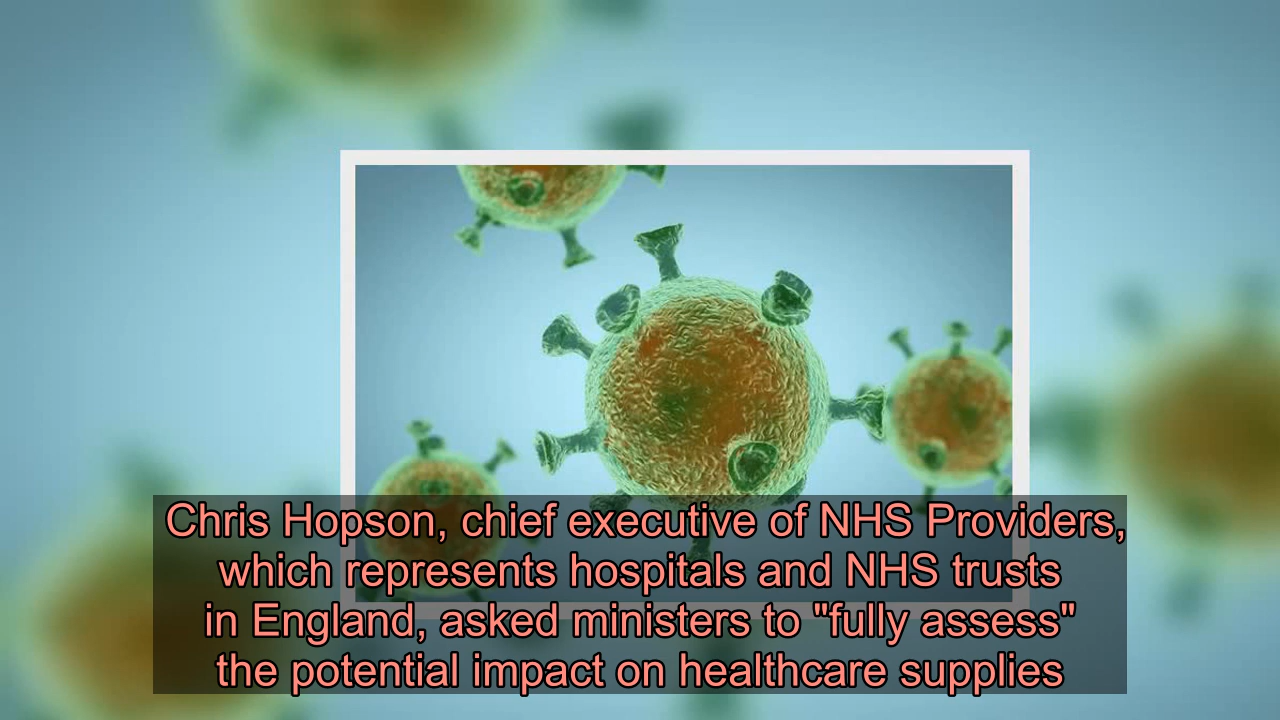 Chris Hopson, chief executive of NHS Providers,
which represents hospitals and NHS trusts
in England, asked ministers to "fully assess"
the potential impact on healthcare supplies